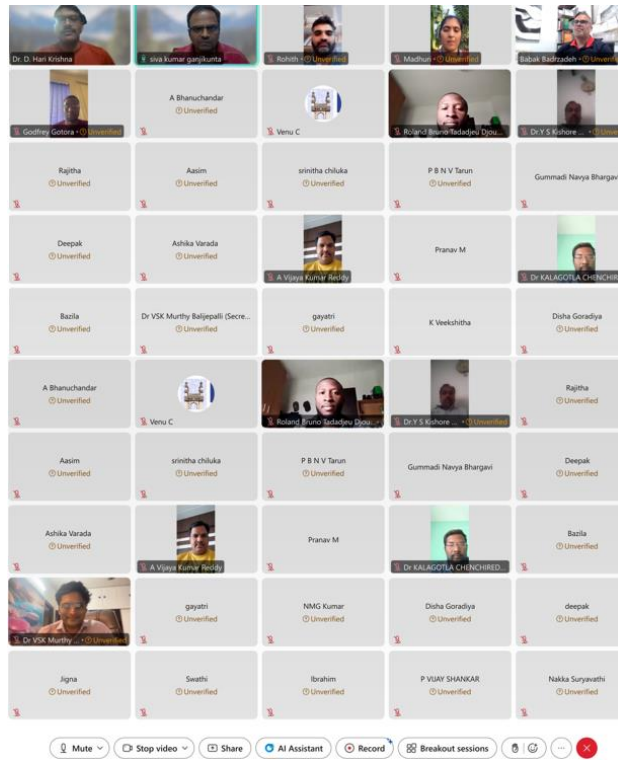 Dr. D. Hari Krishna
siva kumar ganjikunta
Rohith • Unverified
Madhuri • Unverified
Babak Badrzadeh • Unverified
Godfrey Gotora • Unverified
A Bhanuchandar
Unverified
Venu C
Roland Bruno Tadadjeu Djou...
Dr.Y S Kishore ... • Unve
Rajitha
Unverified
Aasim
Unverified
srinitha chiluka
Unverified
P B N V Tarun
Unverified
Gummadi Navya Bhargavi
Deepak
Unverified
Ashika Varada
Unverified
A Vijaya Kumar Reddy
Pranav M
Dr KALAGOTLA CHENCHIRED
Bazila
Unverified
Dr VSK Murthy Balijepalli (Secre...
Unverified
gayatri
Unverified
K Veekshitha
Disha Goradiya
Unverified
A Bhanuchandar
Unverified
Venu C
Roland Bruno Tadadjeu Djou...
Dr.Y S Kishore ... • Unverified
Rajitha
Unverified
Aasim
Unverified
srinitha chiluka
Unverified
P B N V Tarun
Unverified
Gummadi Navya Bhargavi
Deepak
Unverified
Ashika Varada
Unverified
A Vijaya Kumar Reddy
Pranav M
Dr KALAGOTLA CHENCHIRED...
Bazila
Unverified
Dr VSK Murthy ... • Unverified
gayatri
Unverified
NMG Kumar
Unverified
Disha Goradiya
Unverified
deepak
Unverified
Jigna
Unverified
Swathi
Unverified
Ibrahim
Unverified
P VIJAY SHANKAR
Unverified
Nakka Suryavathi
Unverified
Mute
Stop video
Share
AI Assistant
Record
Breakout sessions